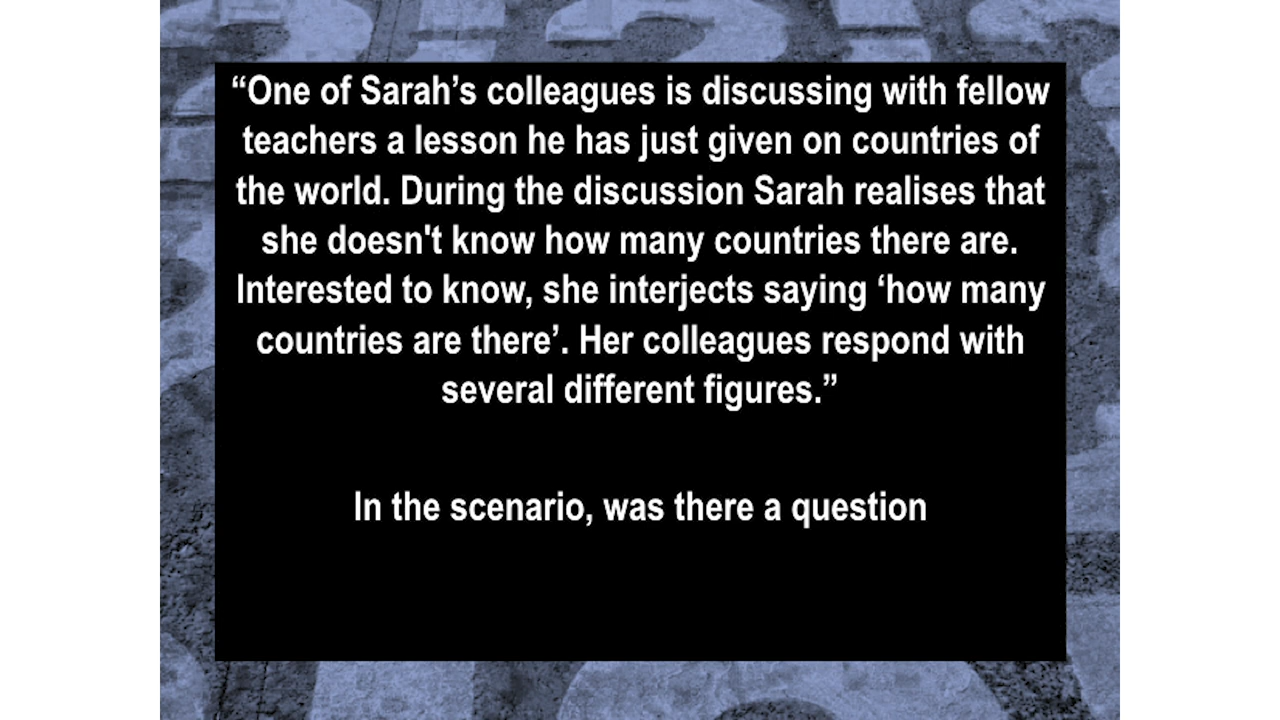 “One of Sarah’s colleagues is discussing with fellow
teachers a lesson he has just given on countries of
the world. During the discussion Sarah realises that
she doesn't know how many countries there are.
Interested to know, she interjects saying ‘how many
countries are there’. Her colleagues respond with
several different figures.”
In the scenario, was there a question